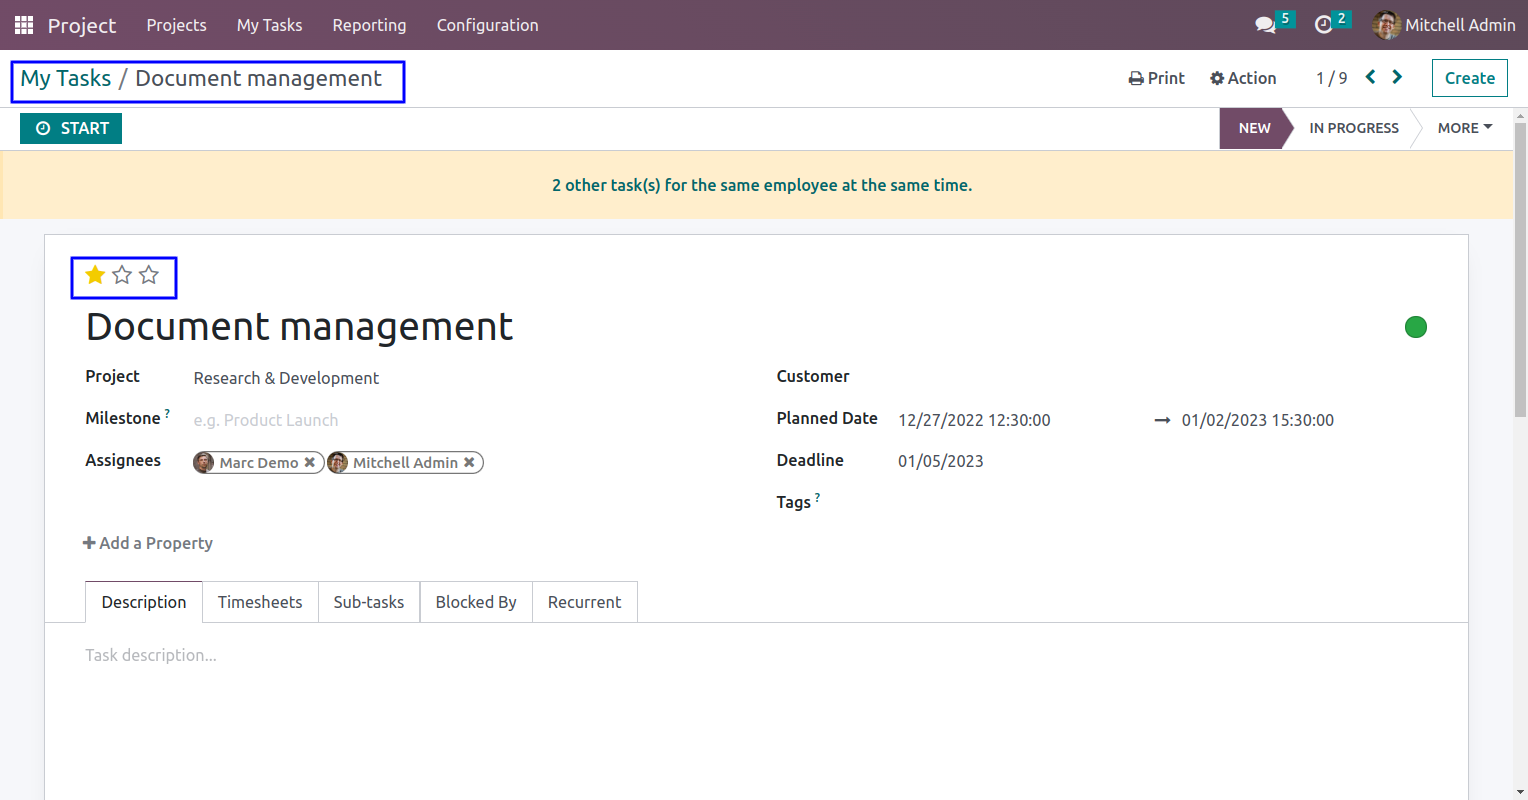 Project Projects My Tasks Reporting Configuration 5 2 Mitchell Admin
My Tasks / Document management Print Action 1 / 9 Create
START NEW IN PROGRESS MORE
2 other task(s) for the same employee at the same time.
Document management
Project Research & Development Customer
Milestone ? e.g. Product Launch Planned Date 12/27/2022 12:30:00 → 01/02/2023 15:30:00
Assignees Marc Demo ✖ Mitchell Admin ✖ Deadline 01/05/2023
Tags ?
+ Add a Property
Description Timesheets Sub-tasks Blocked By Recurrent
Task description...